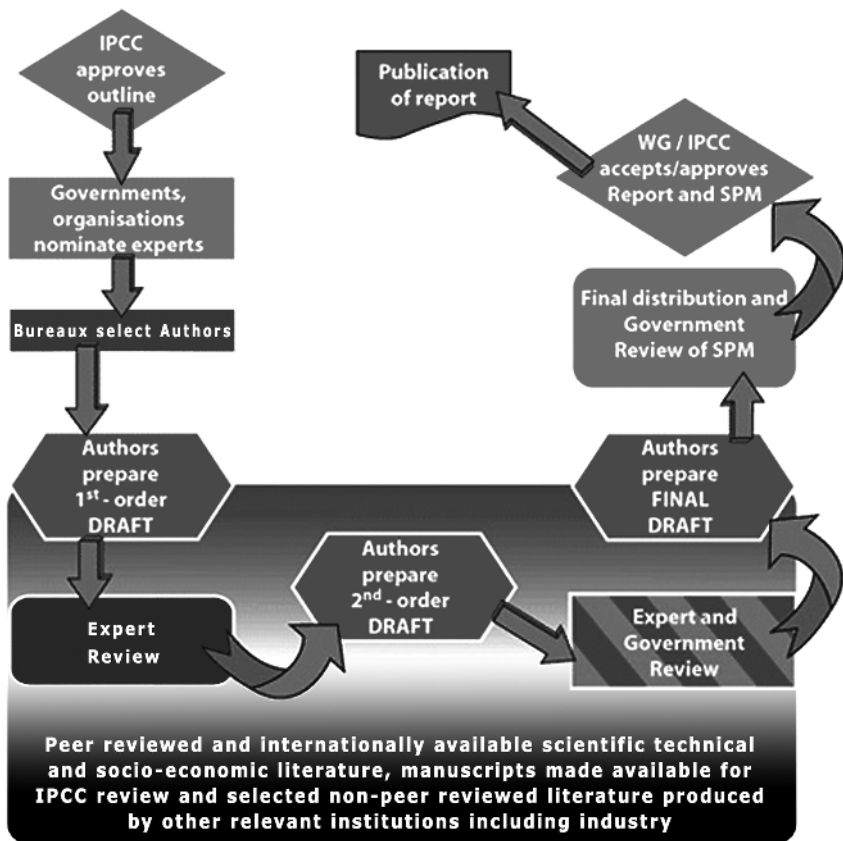 IPCC
approves
outline
Governments,
organisations
nominate experts
Bureaux select Authors
Authors
prepare
1st - order
DRAFT
Expert
Review
Authors
prepare
2nd - order
DRAFT
Expert and
Government
Review
Authors
prepare
FINAL
DRAFT
Final distribution and
Government
Review of SPM
WG / IPCC
accepts/approves
Report and SPM
Publication
of report
Peer reviewed and internationally available scientific technical
and socio-economic literature, manuscripts made available for
IPCC review and selected non-peer reviewed literature produced
by other relevant institutions including industry